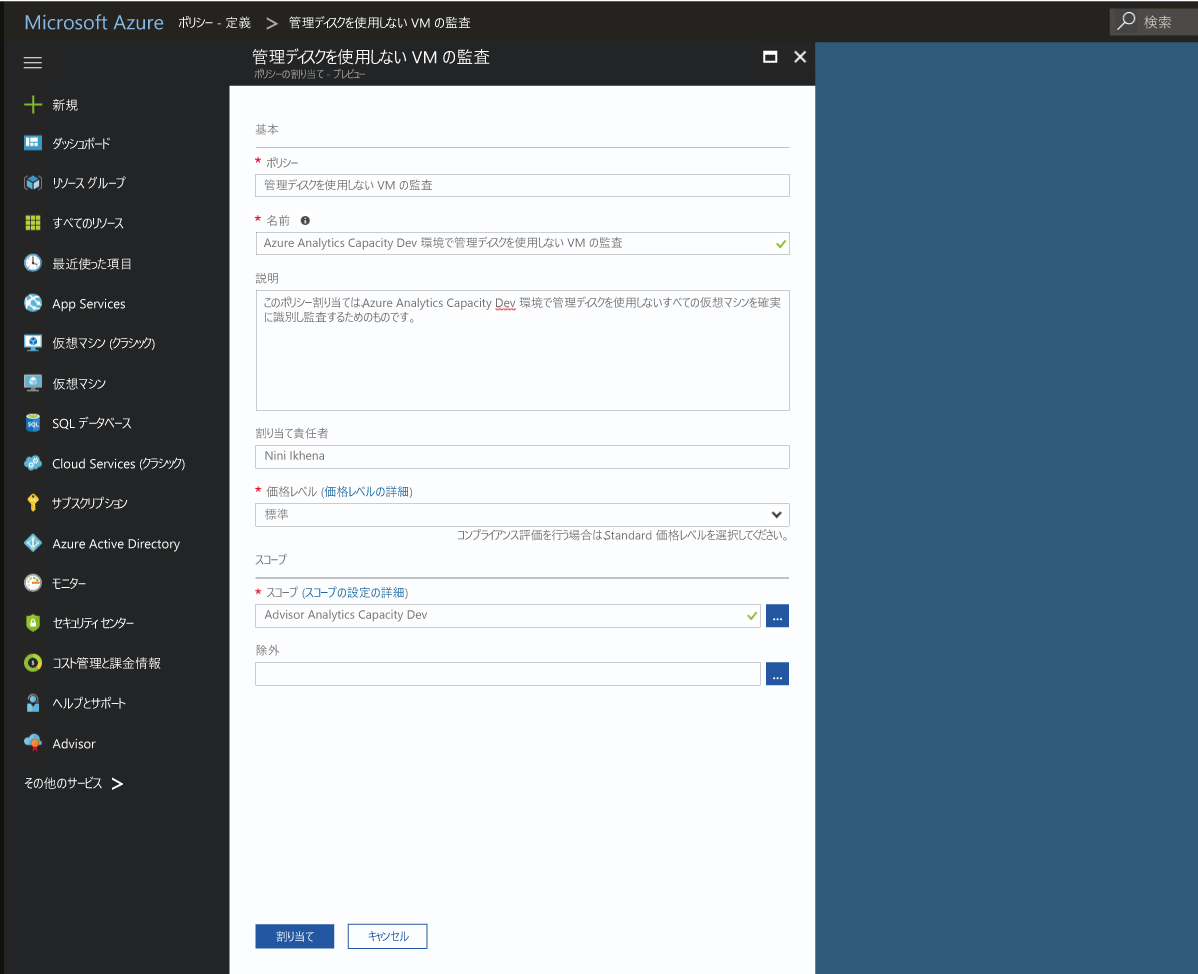 Microsoft Azure ポリシー - 定義 > 管理ディスクを使用しない VM の監査
検索
新規
ダッシュボード
リソース グループ
すべてのリソース
最近使った項目
App Services
仮想マシン (クラシック)
仮想マシン
SQL データベース
Cloud Services (クラシック)
サブスクリプション
Azure Active Directory
モニター
セキュリティ センター
コスト管理と課金情報
ヘルプとサポート
Advisor
その他のサービス >
管理ディスクを使用しない VM の監査
ポリシーの割り当て - プレビュー
基本
* ポリシー
管理ディスクを使用しない VM の監査
* 名前
Azure Analytics Capacity Dev 環境で管理ディスクを使用しない VM の監査
説明
このポリシー割り当ては、Azure Analytics Capacity Dev 環境で管理ディスクを使用しないすべての仮想マシンを確実
に識別し監査するためのものです。
割り当て責任者
Nini Ikhena
* 価格レベル (価格レベルの詳細)
標準
コンプライアンス評価を行う場合は、Standard 価格レベルを選択してください。
スコープ
* スコープ (スコープの設定の詳細)
Advisor Analytics Capacity Dev
...
除外
...
割り当て
キャンセル